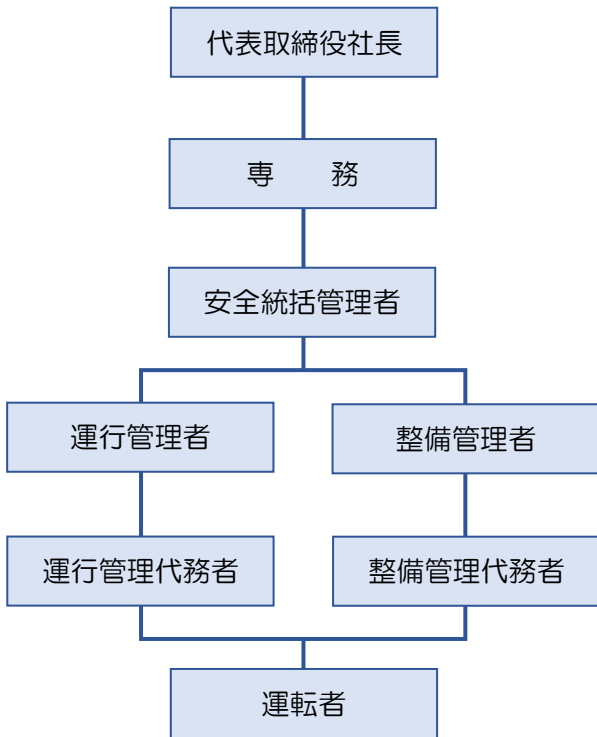 代表取締役社長
専　　務
安全統括管理者
運行管理者
整備管理者
運行管理代務者
整備管理代務者
運転者